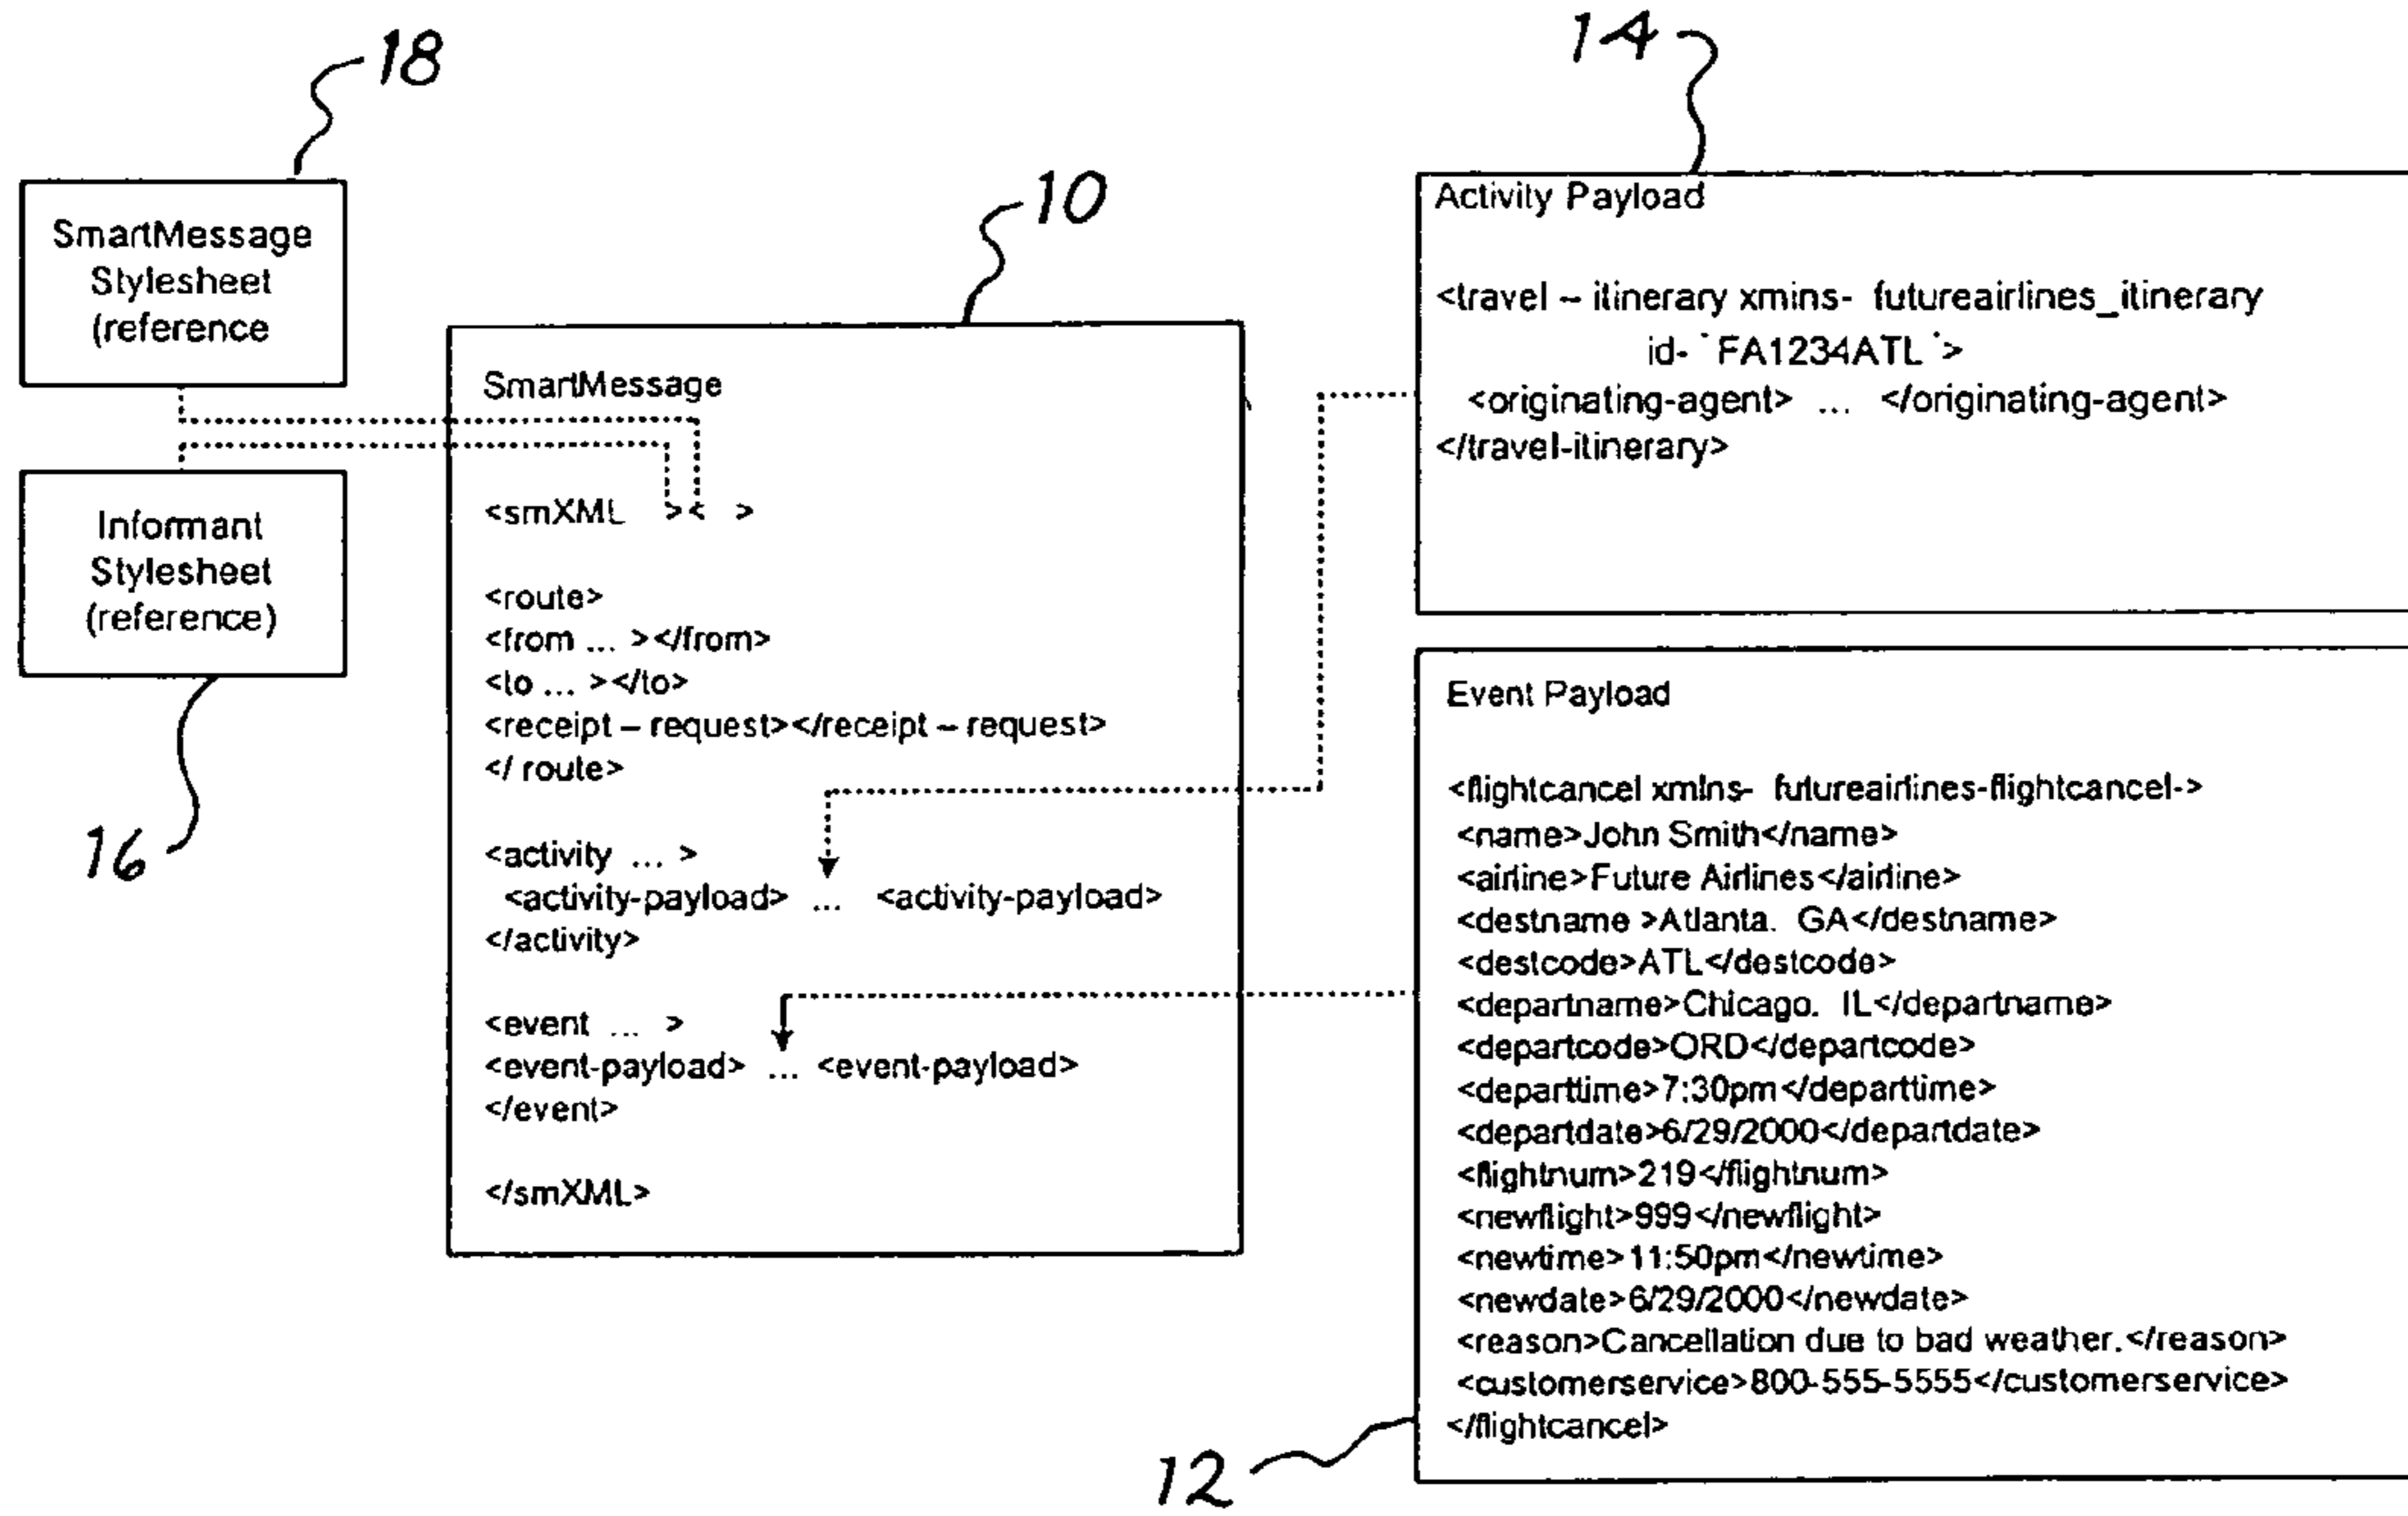 18
SmartMessage
Stylesheet
(reference
Informant
Stylesheet
(reference)
16
10
SmartMessage
<smXML >< >
<route>
<from ... ></from>
<to ... ></to>
<receipt – request></receipt – request>
</ route>
<activity ... >
<activity-payload> ... <activity-payload>
</activity>
<event ... >
<event-payload> ... <event-payload>
</event>
</smXML>
14
Activity Payload
<travel – itinerary xmins- futureairlines_itinerary
id- ` FA1234ATL `>
<originating-agent> ... </originating-agent>
</travel-itinerary>
Event Payload
<flightcancel xmlns- futureairlines-flightcancel->
<name>John Smith</name>
<airline>Future Airlines</airline>
<destname >Atlanta. GA</destname>
<destcode>ATL</destcode>
<departname>Chicago. IL</departname>
<departcode>ORD</departcode>
<departtime>7:30pm</departtime>
<departdate>6/29/2000</departdate>
<flightnum>219</flightnum>
<newflight>999</newflight>
<newtime>11:50pm</newtime>
<newdate>6/29/2000</newdate>
<reason>Cancellation due to bad weather.</reason>
<customerservice>800-555-5555</customerservice>
</flightcancel>
12